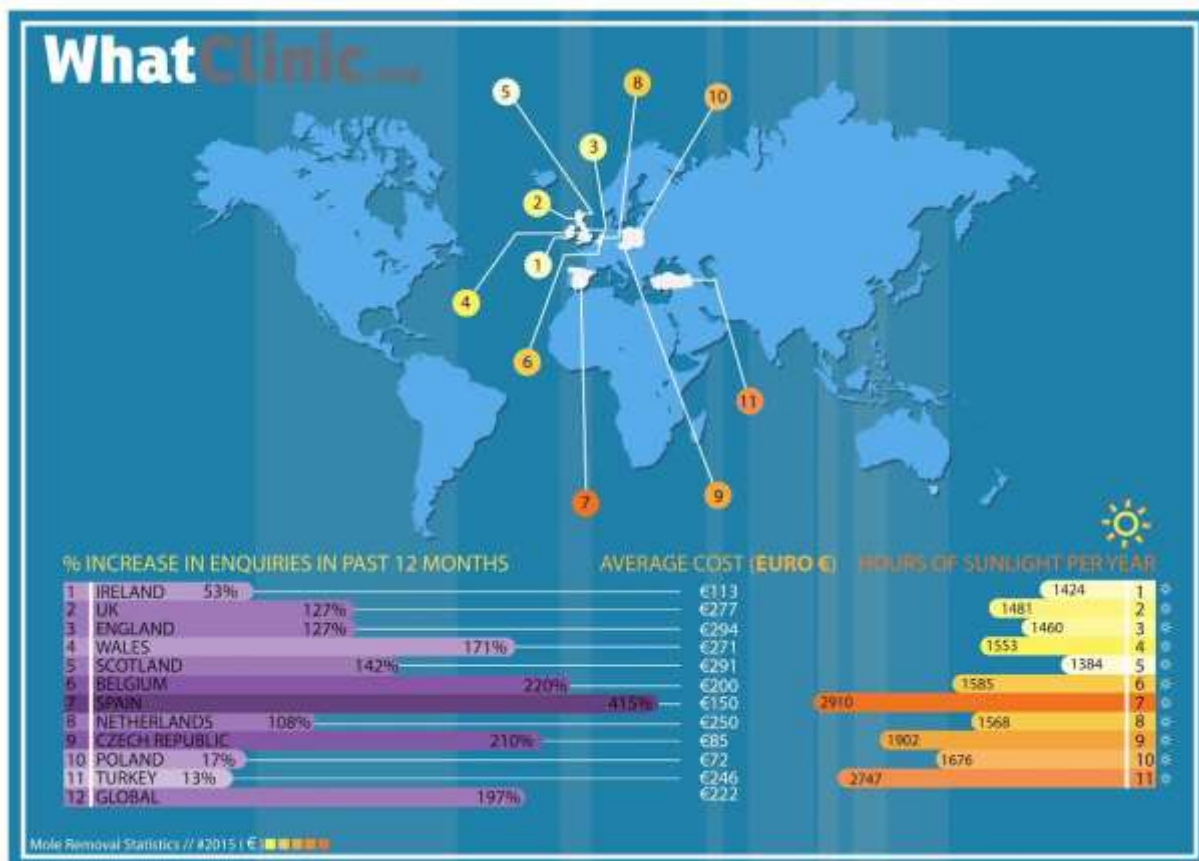 WhatClinic.com
5
8
10
3
2
1
4
6
11
7
9
% INCREASE IN ENQUIRIES IN PAST 12 MONTHS AVERAGE COST (EURO €) HOURS OF SUNLIGHT PER YEAR
1 IRELAND 53% €113 1424 1
2 UK 127% €277 1481 2
3 ENGLAND 127% €294 1460 3
4 WALES 171% €271 1553 4
5 SCOTLAND 142% €291 1384 5
6 BELGIUM 220% €200 1585 6
7 SPAIN 415% €150 2910 7
8 NETHERLANDS 108% €250 1568 8
9 CZECH REPUBLIC 210% €85 1902 9
10 POLAND 17% €72 1676 10
11 TURKEY 13% €246 2747 11
12 GLOBAL 197% €222
Mole Removal Statistics // #2015 | €